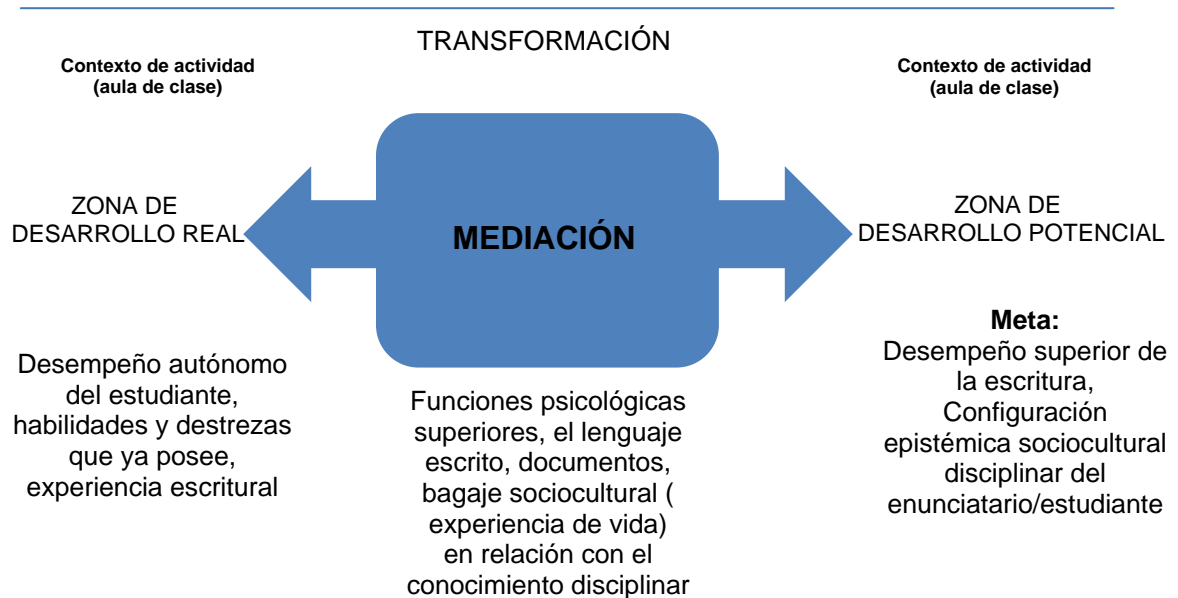 TRANSFORMACIÓN
Contexto de actividad
(aula de clase)
Contexto de actividad
(aula de clase)
ZONA DE
DESARROLLO REAL
MEDIACIÓN
ZONA DE
DESARROLLO POTENCIAL
Desempeño autónomo
del estudiante,
habilidades y destrezas
que ya posee,
experiencia escritural
Funciones psicológicas
superiores, el lenguaje
escrito, documentos,
bagaje sociocultural (
experiencia de vida)
en relación con el
conocimiento disciplinar
Meta:
Desempeño superior de
la escritura,
Configuración
epistémica sociocultural
disciplinar del
enunciatario/estudiante